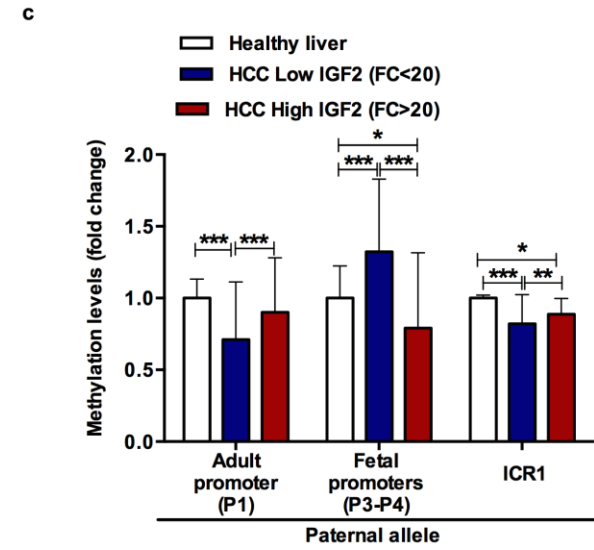 c
Healthy liver
HCC Low IGF2 (FC<20)
HCC High IGF2 (FC>20)
Methylation levels (fold change)
2.0
1.5
1.0
0.5
0.0
*** ***
*
*** ***
*
*** **
Adult
promoter
(P1)
Fetal
promoters
(P3-P4)
ICR1
Paternal allele